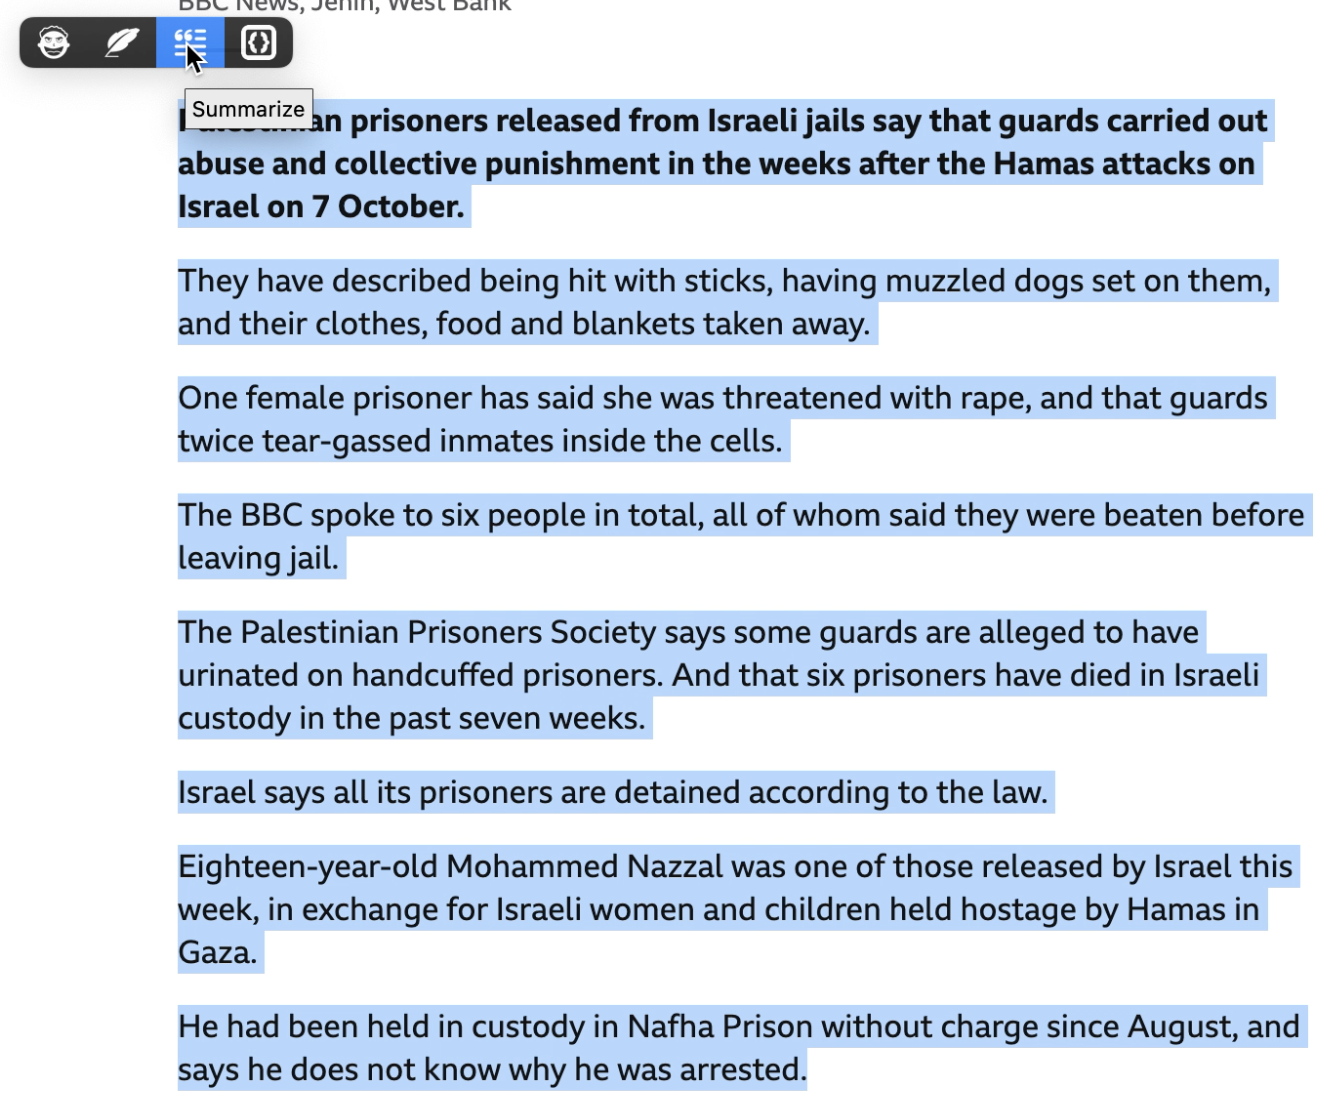 BBC News, Jenin, West Bank
Summarize
Palestinian prisoners released from Israeli jails say that guards carried out
abuse and collective punishment in the weeks after the Hamas attacks on
Israel on 7 October.
They have described being hit with sticks, having muzzled dogs set on them,
and their clothes, food and blankets taken away.
One female prisoner has said she was threatened with rape, and that guards
twice tear-gassed inmates inside the cells.
The BBC spoke to six people in total, all of whom said they were beaten before
leaving jail.
The Palestinian Prisoners Society says some guards are alleged to have
urinated on handcuffed prisoners. And that six prisoners have died in Israeli
custody in the past seven weeks.
Israel says all its prisoners are detained according to the law.
Eighteen-year-old Mohammed Nazzal was one of those released by Israel this
week, in exchange for Israeli women and children held hostage by Hamas in
Gaza.
He had been held in custody in Nafha Prison without charge since August, and
says he does not know why he was arrested.